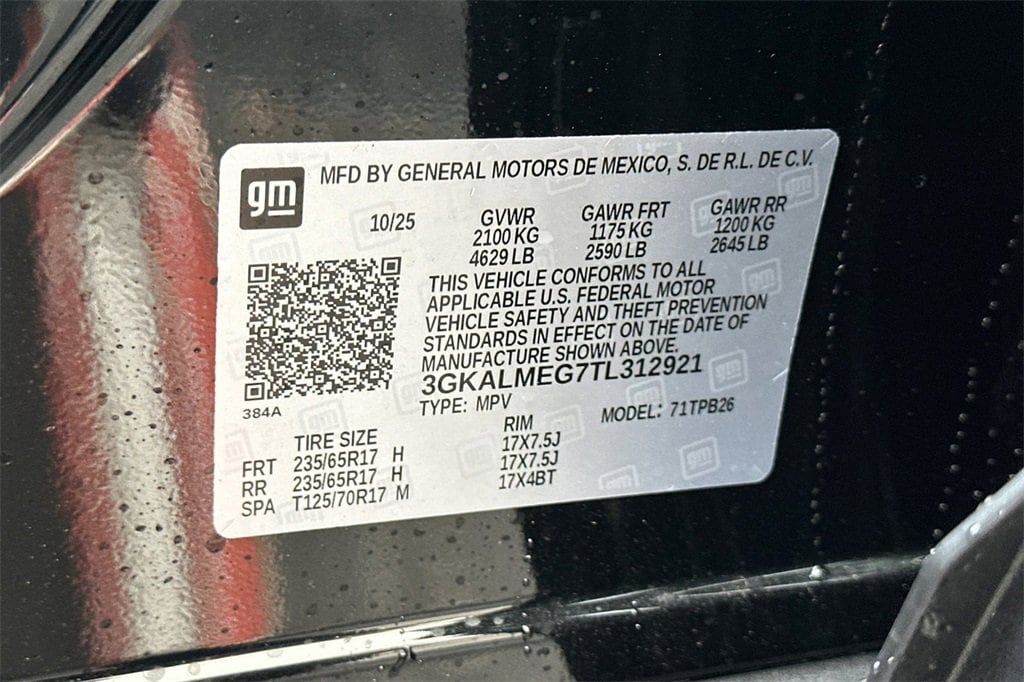 gm
MFD BY GENERAL MOTORS DE MEXICO, S. DE R.L. DE C.V.
10/25 GVWR GAWR FRT GAWR RR
2100 KG 1175 KG 1200 KG
4629 LB 2590 LB 2645 LB
THIS VEHICLE CONFORMS TO ALL
APPLICABLE U.S. FEDERAL MOTOR
VEHICLE SAFETY AND THEFT PREVENTION
STANDARDS IN EFFECT ON THE DATE OF
MANUFACTURE SHOWN ABOVE.
3GKALMEG7TL312921
384A
TYPE: MPV MODEL: 71TPB26
TIRE SIZE RIM
FRT 235/65R17 H 17X7.5J
RR 235/65R17 H 17X7.5J
SPA T125/70R17 M 17X4BT